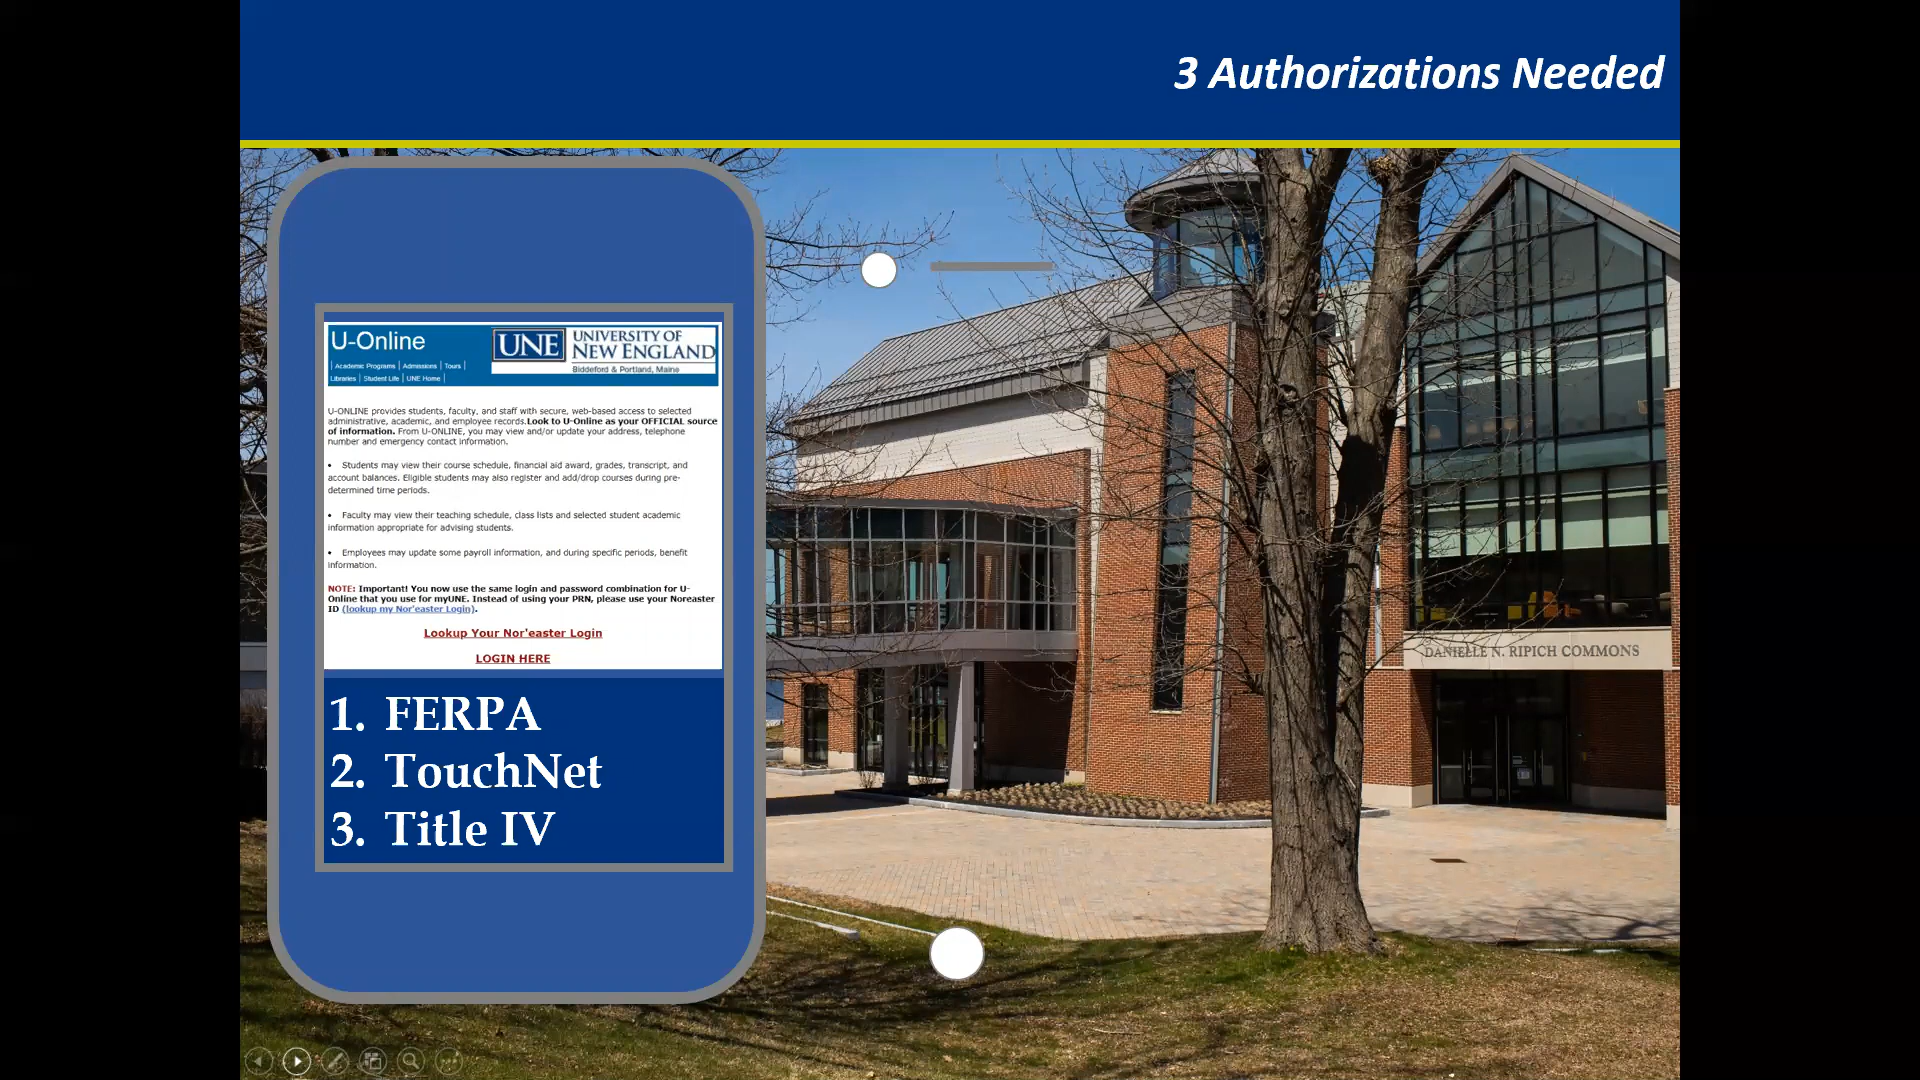 3 Authorizations Needed
U-Online
Academic Programs | Admissions | Tours |
Libraries | Student Life | UNE Home |
UNE
UNIVERSITY OF
NEW ENGLAND
Biddeford & Portland, Maine
U-ONLINE provides students, faculty, and staff with secure, web-based access to selected
administrative, academic, and employee records.Look to U-Online as your OFFICIAL source
of information. From U-ONLINE, you may view and/or update your address, telephone
number and emergency contact information.
• Students may view their course schedule, financial aid award, grades, transcript, and
account balances. Eligible students may also register and add/drop courses during pre-
determined time periods.
• Faculty may view their teaching schedule, class lists and selected student academic
information appropriate for advising students.
• Employees may update some payroll information, and during specific periods, benefit
information.
NOTE: Important! You now use the same login and password combination for U-
Online that you use for myUNE. Instead of using your PRN, please use your Noreaster
ID (lookup my Nor'easter Login).
Lookup Your Nor'easter Login
LOGIN HERE
1. FERPA
2. TouchNet
3. Title IV
DANIELLE N. RIPICH COMMONS